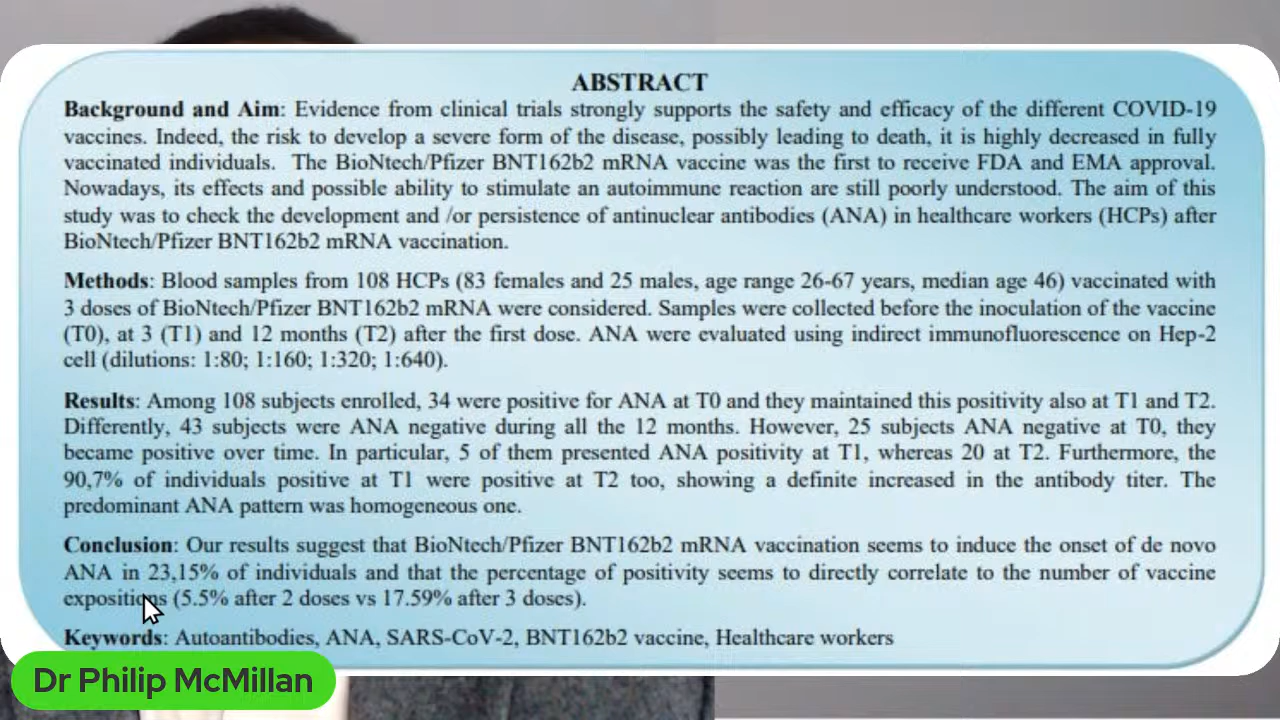 ABSTRACT
Background and Aim: Evidence from clinical trials strongly supports the safety and efficacy of the different COVID-19
vaccines. Indeed, the risk to develop a severe form of the disease, possibly leading to death, it is highly decreased in fully
vaccinated individuals. The BioNtech/Pfizer BNT162b2 mRNA vaccine was the first to receive FDA and EMA approval.
Nowadays, its effects and possible ability to stimulate an autoimmune reaction are still poorly understood. The aim of this
study was to check the development and /or persistence of antinuclear antibodies (ANA) in healthcare workers (HCPs) after
BioNtech/Pfizer BNT162b2 mRNA vaccination.
Methods: Blood samples from 108 HCPs (83 females and 25 males, age range 26-67 years, median age 46) vaccinated with
3 doses of BioNtech/Pfizer BNT162b2 mRNA were considered. Samples were collected before the inoculation of the vaccine
(T0), at 3 (T1) and 12 months (T2) after the first dose. ANA were evaluated using indirect immunofluorescence on Hep-2
cell (dilutions: 1:80; 1:160; 1:320; 1:640).
Results: Among 108 subjects enrolled, 34 were positive for ANA at T0 and they maintained this positivity also at T1 and T2.
Differently, 43 subjects were ANA negative during all the 12 months. However, 25 subjects ANA negative at T0, they
became positive over time. In particular, 5 of them presented ANA positivity at T1, whereas 20 at T2. Furthermore, the
90,7% of individuals positive at T1 were positive at T2 too, showing a definite increased in the antibody titer. The
predominant ANA pattern was homogeneous one.
Conclusion: Our results suggest that BioNtech/Pfizer BNT162b2 mRNA vaccination seems to induce the onset of de novo
ANA in 23,15% of individuals and that the percentage of positivity seems to directly correlate to the number of vaccine
expositions (5.5% after 2 doses vs 17.59% after 3 doses).
Keywords: Autoantibodies, ANA, SARS-CoV-2, BNT162b2 vaccine, Healthcare workers
Dr Philip McMillan